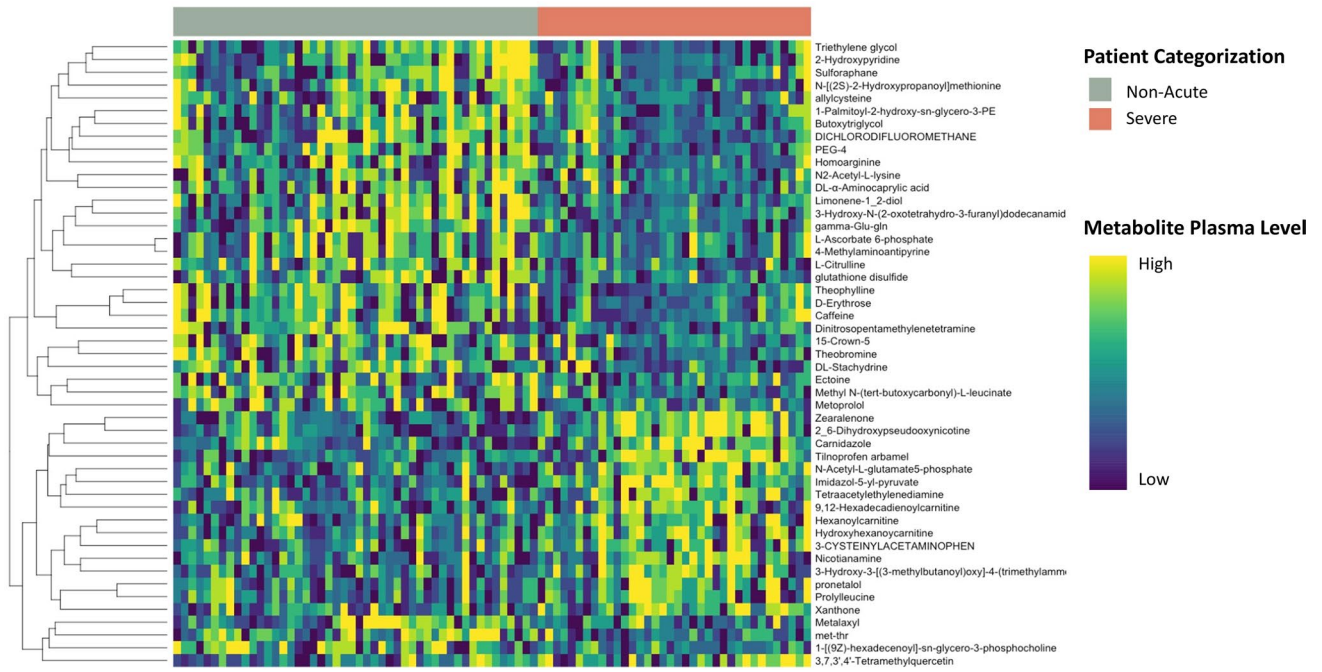 Triethylene glycol
2-Hydroxypyridine
Sulforaphane
N-[(2S)-2-Hydroxypropanoyl]methionine
allylcysteine
1-Palmitoyl-2-hydroxy-sn-glycero-3-PE
Butoxytriglycol
DICHLORODIFLUOROMETHANE
PEG-4
Homoarginine
N2-Acetyl-L-lysine
DL-α-Aminocaprylic acid
Limonene-1_2-diol
3-Hydroxy-N-(2-oxotetrahydro-3-furanyl)dodecanamid
gamma-Glu-gln
L-Ascorbate 6-phosphate
4-Methylaminoantipyrine
L-Citrulline
glutathione disulfide
Theophylline
D-Erythrose
Caffeine
Dinitrosopentamethylenetetramine
15-Crown-5
Theobromine
DL-Stachydrine
Ectoine
Methyl N-(tert-butoxycarbonyl)-L-leucinate
Metoprolol
Zearalenone
2_6-Dihydroxypseudooxynicotine
Carnidazole
Tilnoprofen arbamel
N-Acetyl-L-glutamate5-phosphate
Imidazol-5-yl-pyruvate
Tetraacetylethylenediamine
9,12-Hexadecadienoylcarnitine
Hexanoylcarnitine
Hydroxyhexanoycarnitine
3-CYSTEINYLACETAMINOPHEN
Nicotianamine
3-Hydroxy-3-[(3-methylbutanoyl)oxy]-4-(trimethylamm
pronetalol
Prolylleucine
Xanthone
Metalaxyl
met-thr
1-[(9Z)-hexadecenoyl]-sn-glycero-3-phosphocholine
3,7,3',4'-Tetramethylquercetin
Patient Categorization
Non-Acute
Severe
Metabolite Plasma Level
High
Low